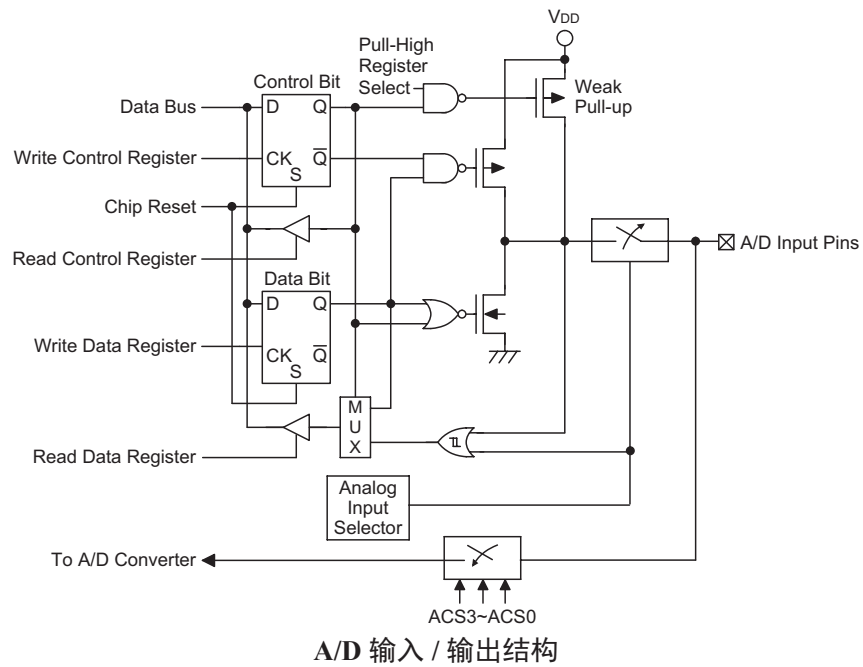 VDD
Pull-High
Register
Select
Weak
Pull-up
Control Bit
Data Bus
D
Q
Write Control Register
CK
Q
S
Chip Reset
Read Control Register
A/D Input Pins
Data Bit
D
Q
Write Data Register
CK
Q
S
M
U
X
Read Data Register
Analog
Input
Selector
To A/D Converter
ACS3~ACS0
A/D 输入 / 输出结构